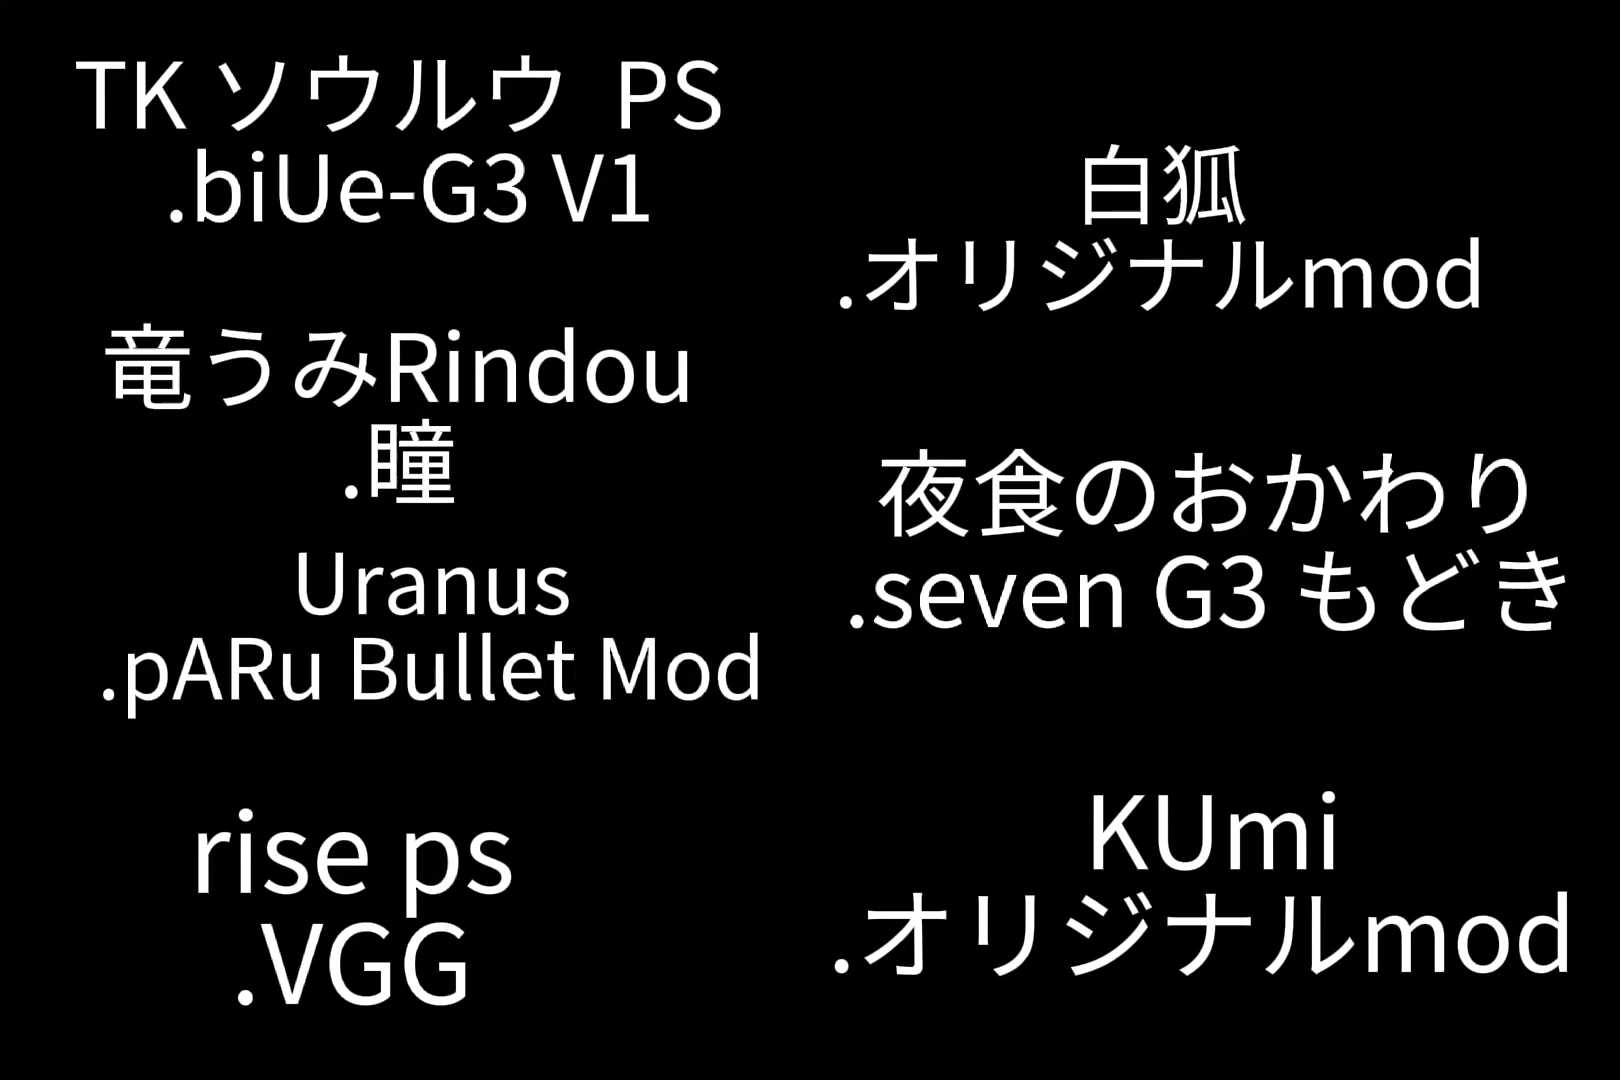 TK ソウルウ PS
.biUe-G3 V1
竜うみRindou
.瞳
Uranus
.pARu Bullet Mod
rise ps
.VGG
白狐
.オリジナルmod
夜食のおかわり
.seven G3 もどき
KUmi
.オリジナルmod